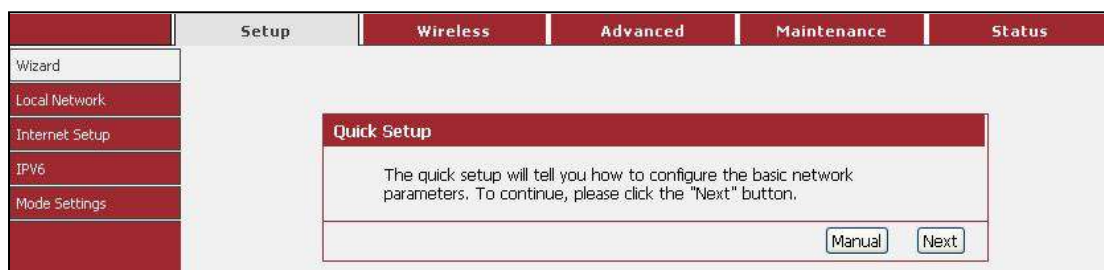 Setup
Wireless
Advanced
Maintenance
Status
Wizard
Local Network
Internet Setup
IPV6
Mode Settings
Quick Setup
The quick setup will tell you how to configure the basic network
parameters. To continue, please click the "Next" button.
Manual
Next